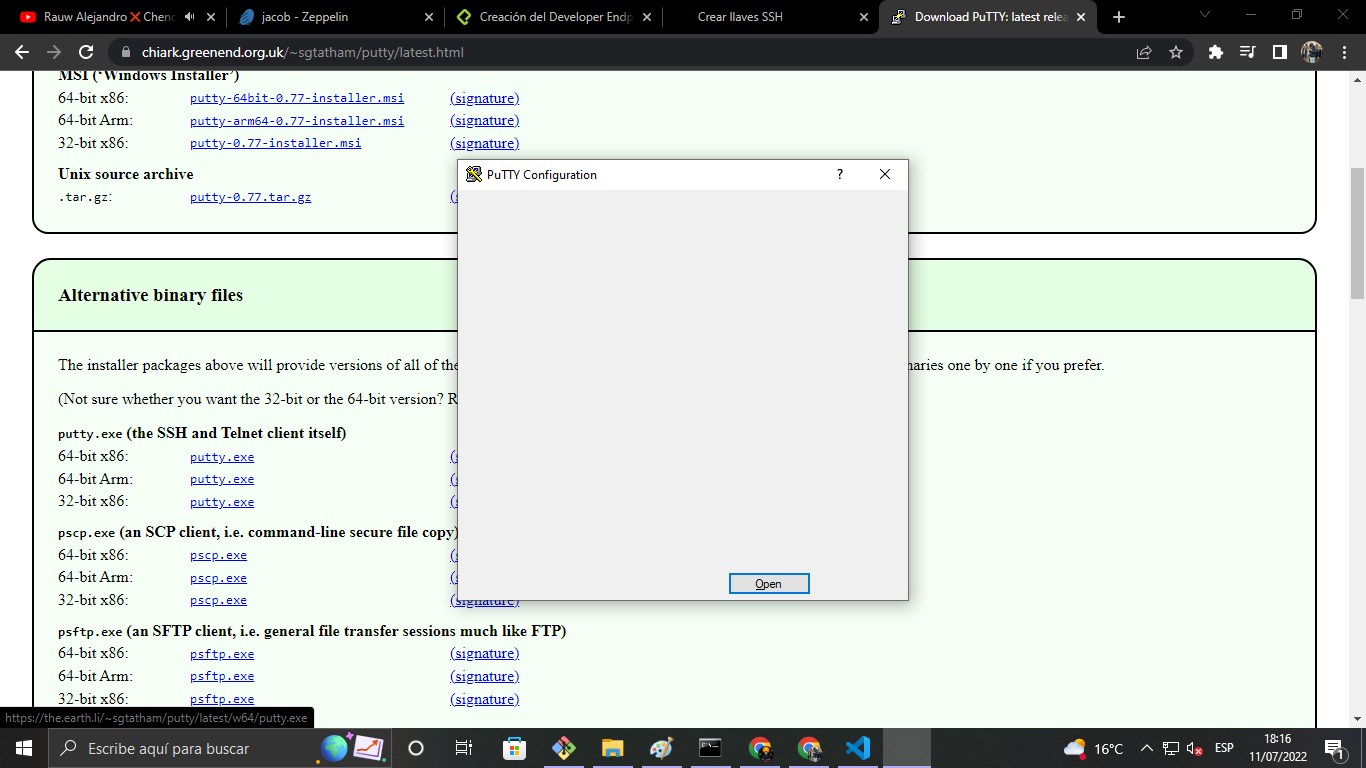 Rauw Alejandro❌Chenc
jacob - Zeppelin
Creación del Developer Endp
Crear llaves SSH
Download PuTTY: latest relea
chiark.greenend.org.uk/~sgtatham/putty/latest.html
MSI (‘Windows Installer’)
64-bit x86: putty-64bit-0.77-installer.msi (signature)
64-bit Arm: putty-arm64-0.77-installer.msi (signature)
32-bit x86: putty-0.77-installer.msi (signature)
Unix source archive
.tar.gz: putty-0.77.tar.gz (s
PuTTY Configuration ?
Alternative binary files
The installer packages above will provide versions of all of the naries one by one if you prefer.
(Not sure whether you want the 32-bit or the 64-bit version? R
putty.exe (the SSH and Telnet client itself)
64-bit x86: putty.exe (s
64-bit Arm: putty.exe (s
32-bit x86: putty.exe (s
pscp.exe (an SCP client, i.e. command-line secure file copy)
64-bit x86: pscp.exe (s
64-bit Arm: pscp.exe (s
32-bit x86: pscp.exe (signature)
Open
psftp.exe (an SFTP client, i.e. general file transfer sessions much like FTP)
64-bit x86: psftp.exe (signature)
64-bit Arm: psftp.exe (signature)
32-bit x86: psftp.exe (signature)
https://the.earth.li/~sgtatham/putty/latest/w64/putty.exe
Escribe aquí para buscar
16°C
ESP
18:16
11/07/2022
1